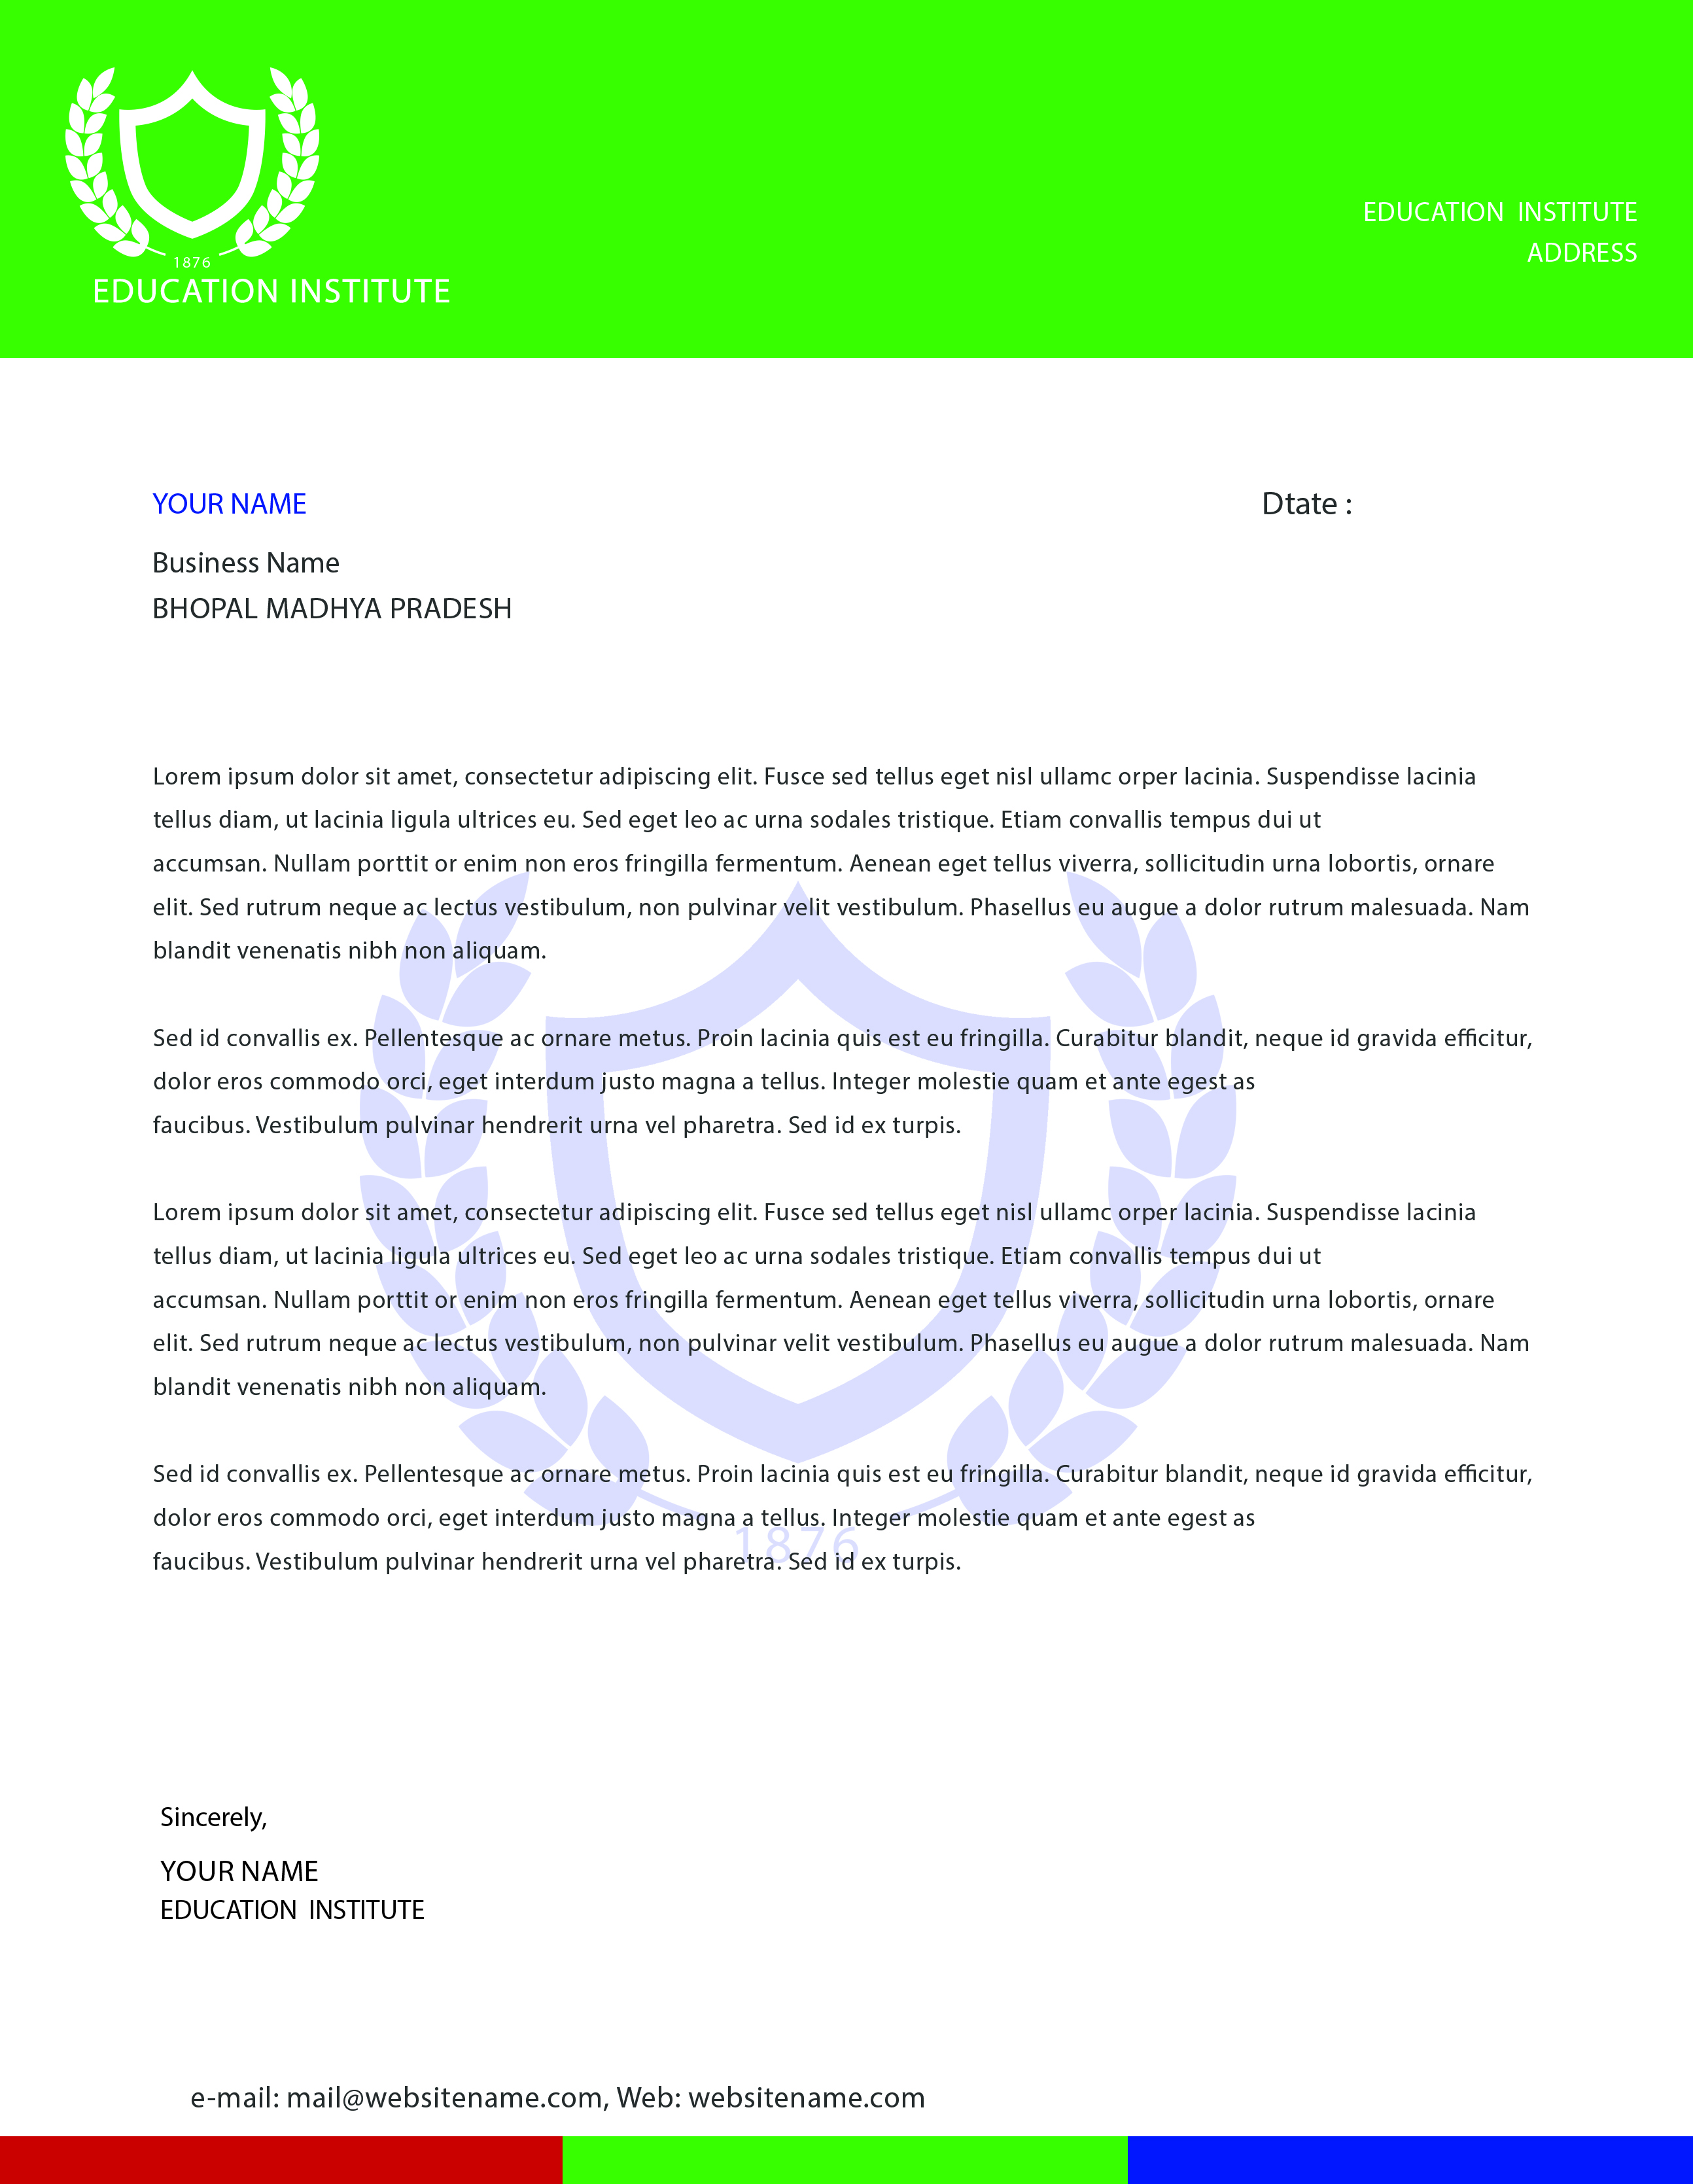 1876
EDUCATION INSTITUTE
EDUCATION INSTITUTE
ADDRESS
YOUR NAME
Dtate :
Business Name
BHOPAL MADHYA PRADESH
Lorem ipsum dolor sit amet, consectetur adipiscing elit. Fusce sed tellus eget nisl ullamc orper lacinia. Suspendisse lacinia
tellus diam, ut lacinia ligula ultrices eu. Sed eget leo ac urna sodales tristique. Etiam convallis tempus dui ut
accumsan. Nullam porttit or enim non eros fringilla fermentum. Aenean eget tellus viverra, sollicitudin urna lobortis, ornare
elit. Sed rutrum neque ac lectus vestibulum, non pulvinar velit vestibulum. Phasellus eu augue a dolor rutrum malesuada. Nam
blandit venenatis nibh non aliquam.
Sed id convallis ex. Pellentesque ac ornare metus. Proin lacinia quis est eu fringilla. Curabitur blandit, neque id gravida efficitur,
dolor eros commodo orci, eget interdum justo magna a tellus. Integer molestie quam et ante egest as
faucibus. Vestibulum pulvinar hendrerit urna vel pharetra. Sed id ex turpis.
Lorem ipsum dolor sit amet, consectetur adipiscing elit. Fusce sed tellus eget nisl ullamc orper lacinia. Suspendisse lacinia
tellus diam, ut lacinia ligula ultrices eu. Sed eget leo ac urna sodales tristique. Etiam convallis tempus dui ut
accumsan. Nullam porttit or enim non eros fringilla fermentum. Aenean eget tellus viverra, sollicitudin urna lobortis, ornare
elit. Sed rutrum neque ac lectus vestibulum, non pulvinar velit vestibulum. Phasellus eu augue a dolor rutrum malesuada. Nam
blandit venenatis nibh non aliquam.
Sed id convallis ex. Pellentesque ac ornare metus. Proin lacinia quis est eu fringilla. Curabitur blandit, neque id gravida efficitur,
dolor eros commodo orci, eget interdum justo magna a tellus. Integer molestie quam et ante egest as
1876
faucibus. Vestibulum pulvinar hendrerit urna vel pharetra. Sed id ex turpis.
Sincerely,
YOUR NAME
EDUCATION INSTITUTE
e-mail: mail@websitename.com, Web: websitename.com